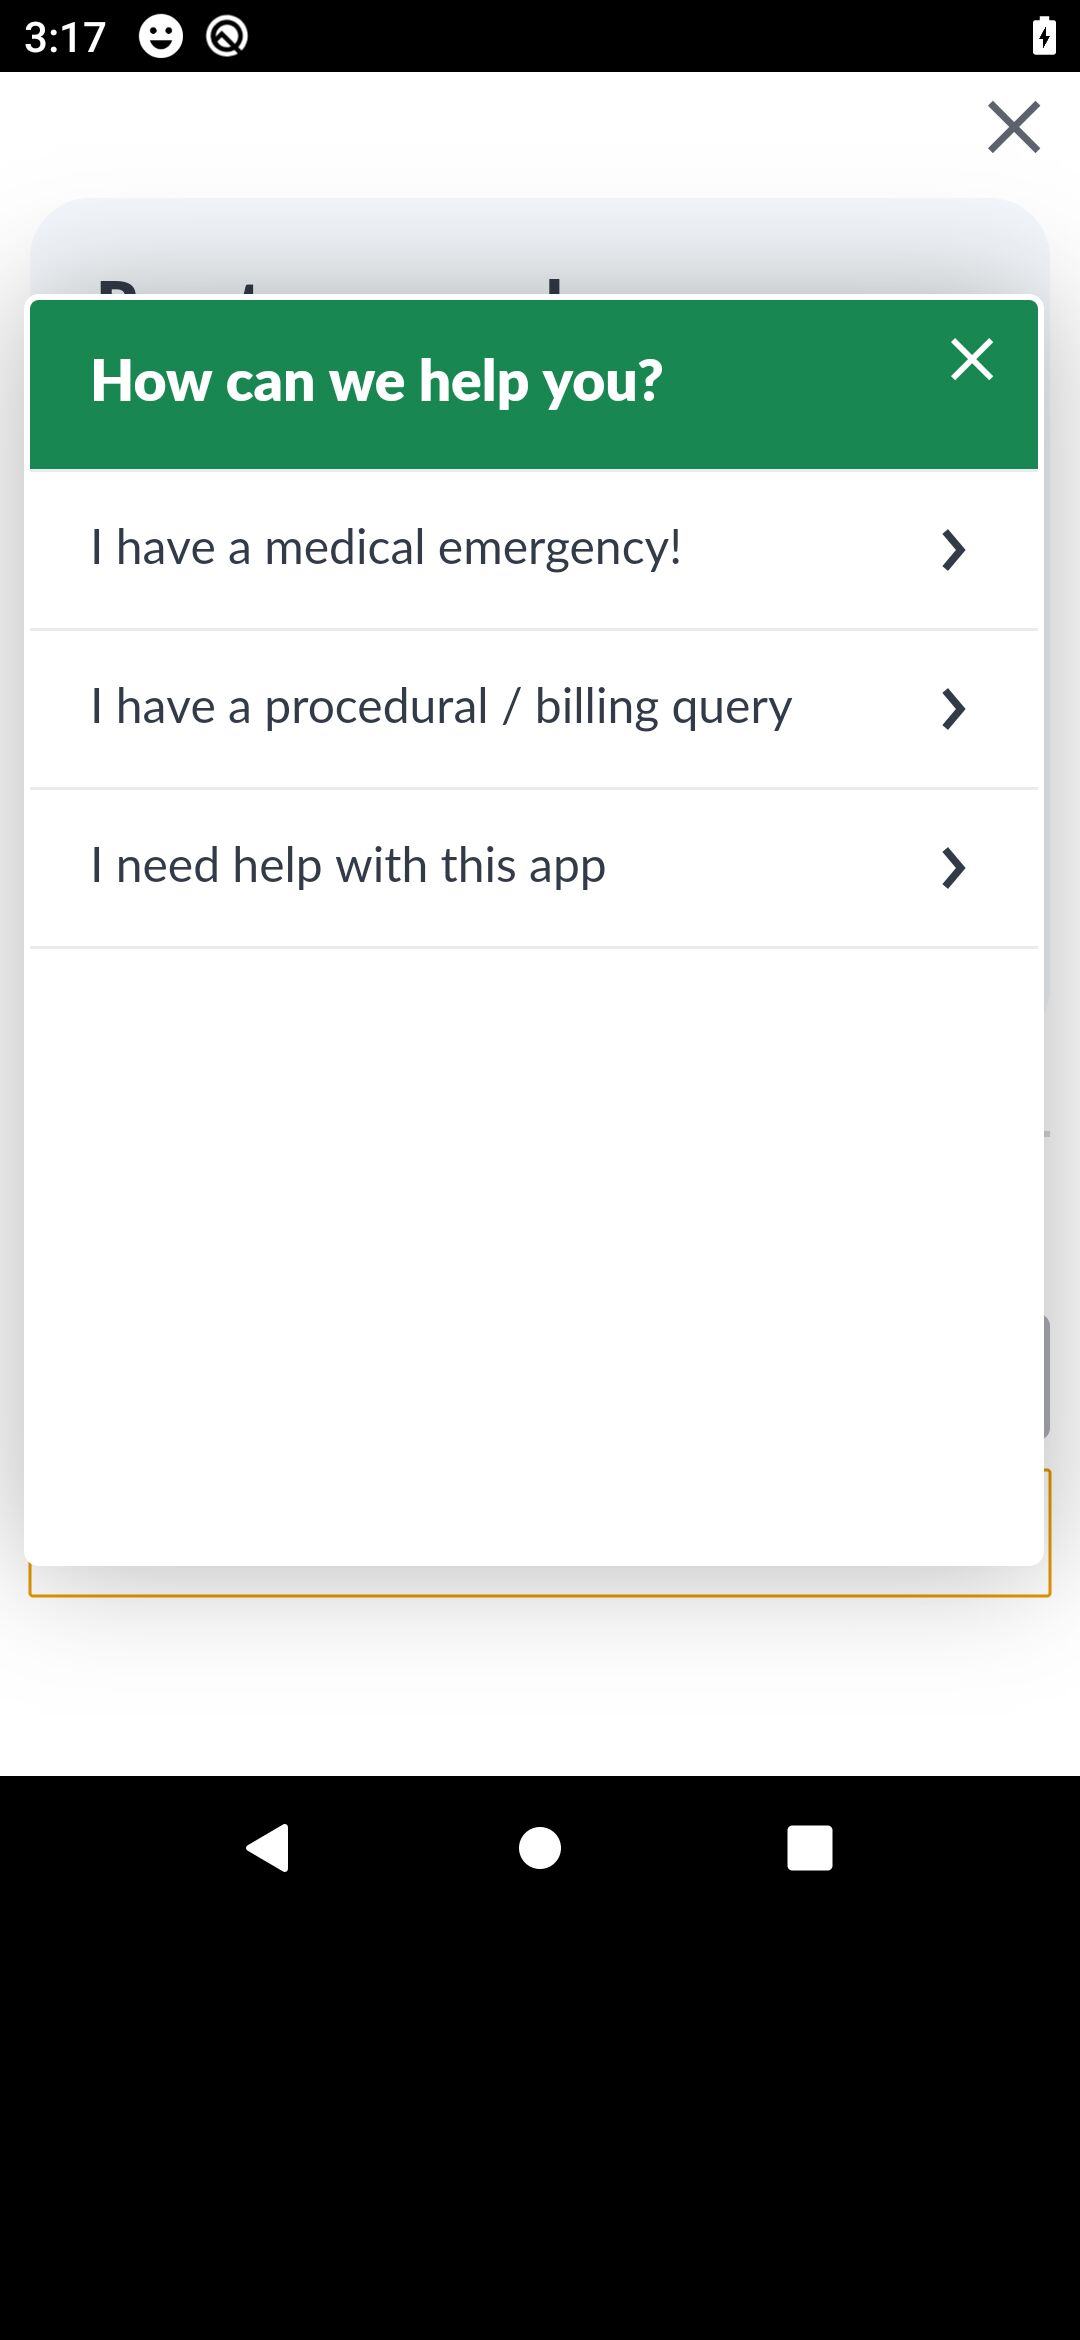 3:17
How can we help you?
I have a medical emergency!
I have a procedural / billing query
I need help with this app